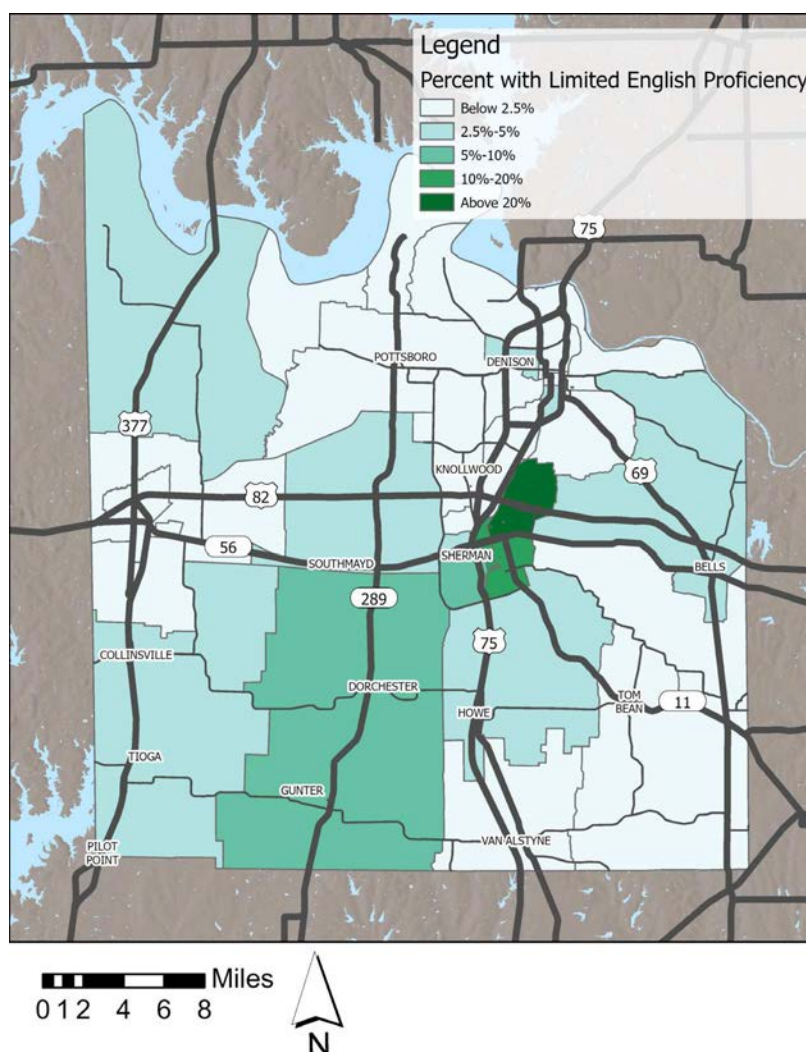 Legend
Percent with Limited English Proficiency
Below 2.5%
2.5%-5%
5%-10%
10%-20%
Above 20%
75
POTTSBORO
DENISON
377
KNOLLWOOD
69
82
56
SOUTHMAYD
SHERMAN
BELLS
289
75
COLLINSVILLE
DORCHESTER
HOWE
TOM
BEAN
11
TIOGA
GUNTER
PILOT
POINT
VAN ALSTYNE
Miles
0 1 2 4 6 8
N